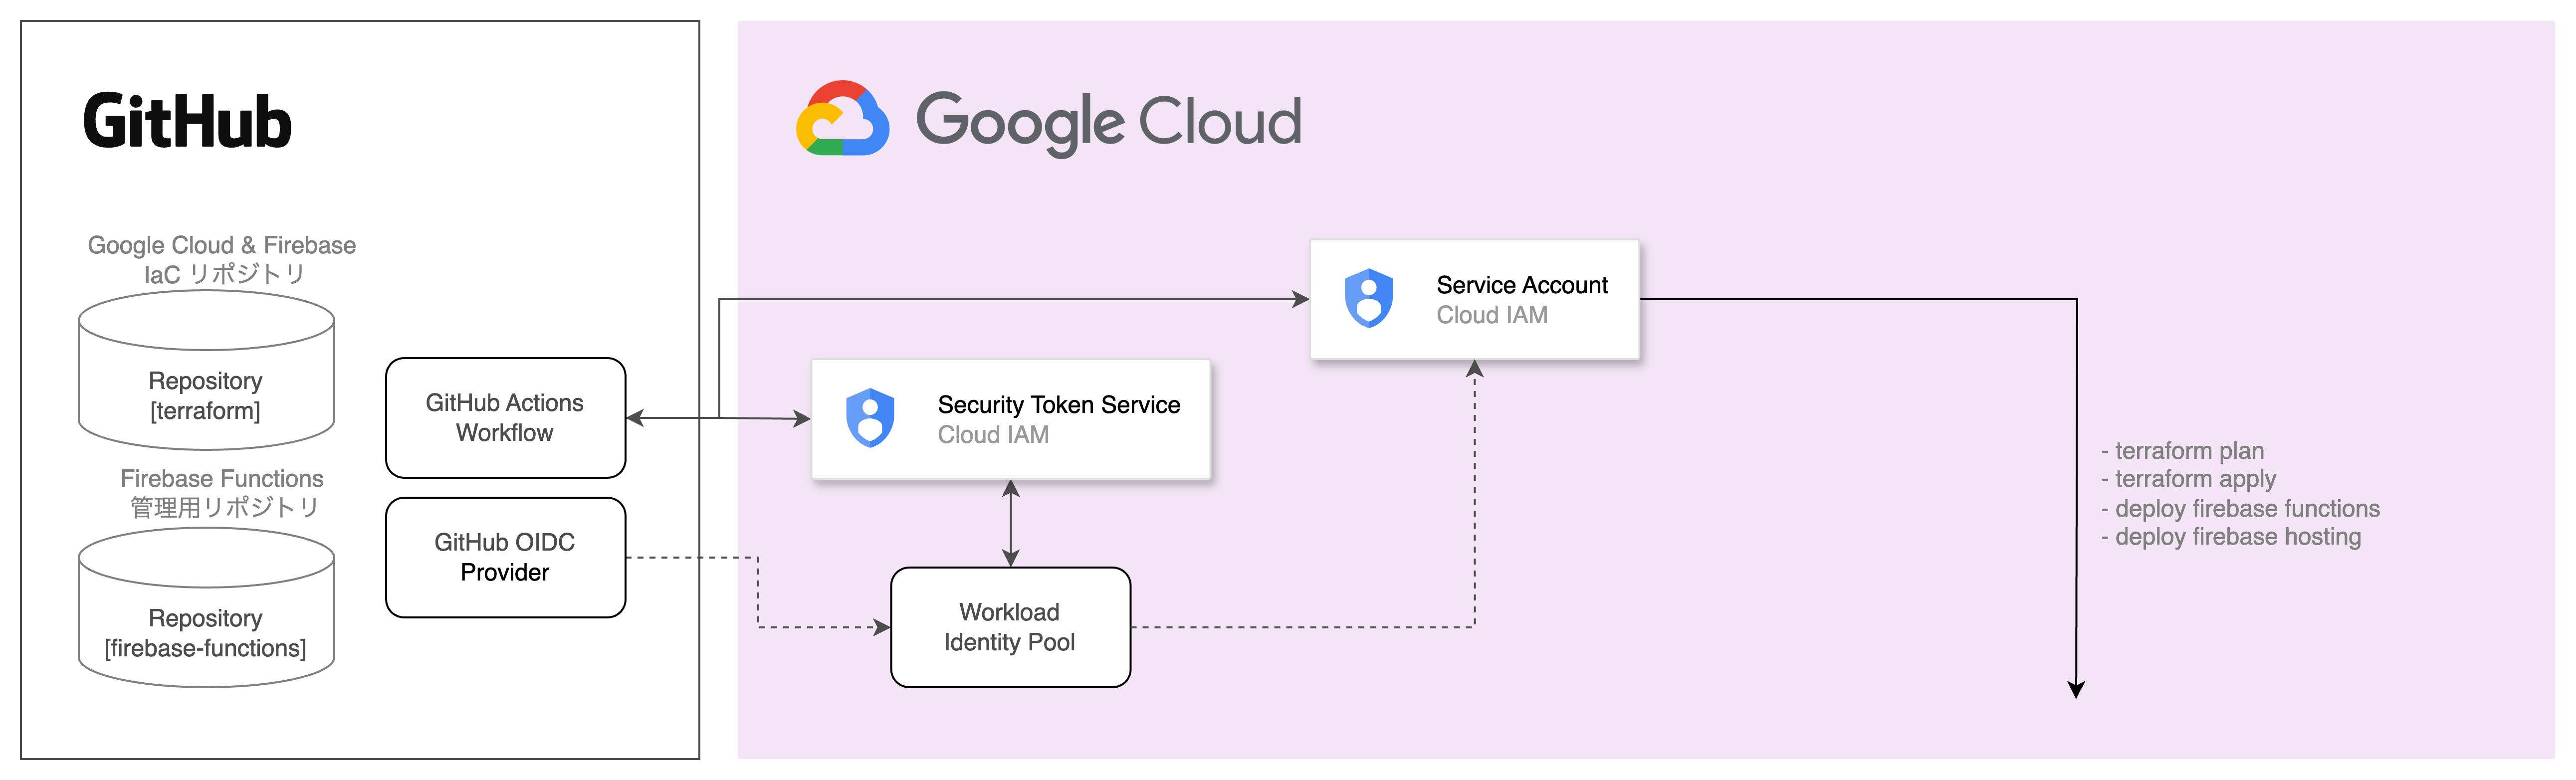 GitHub
Google Cloud & Firebase
IaC リポジトリ
Repository
[terraform]
Firebase Functions
管理用リポジトリ
Repository
[firebase-functions]
GitHub Actions
Workflow
GitHub OIDC
Provider
Google Cloud
Security Token Service
Cloud IAM
Workload
Identity Pool
Service Account
Cloud IAM
- terraform plan
- terraform apply
- deploy firebase functions
- deploy firebase hosting